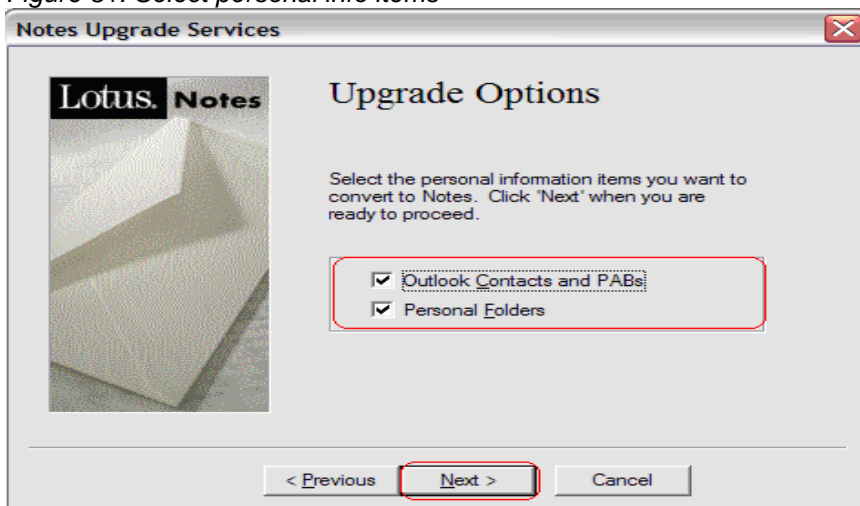 Figure 31: Select personal info items
Notes Upgrade Services
Lotus. Notes
Upgrade Options
Select the personal information items you want to
convert to Notes. Click 'Next' when you are
ready to proceed.
Outlook Contacts and PABs
Personal Folders
< Previous
Next >
Cancel